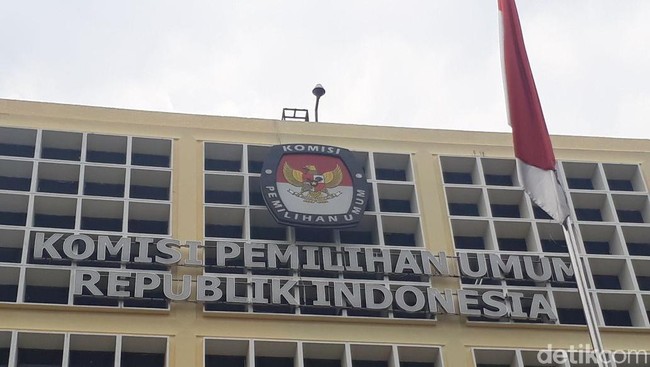 KOMISI
PEMILIHAN UMUM
KOMISI PEMILIHAN UMUM
REPUBLIK INDONESIA
detikcom